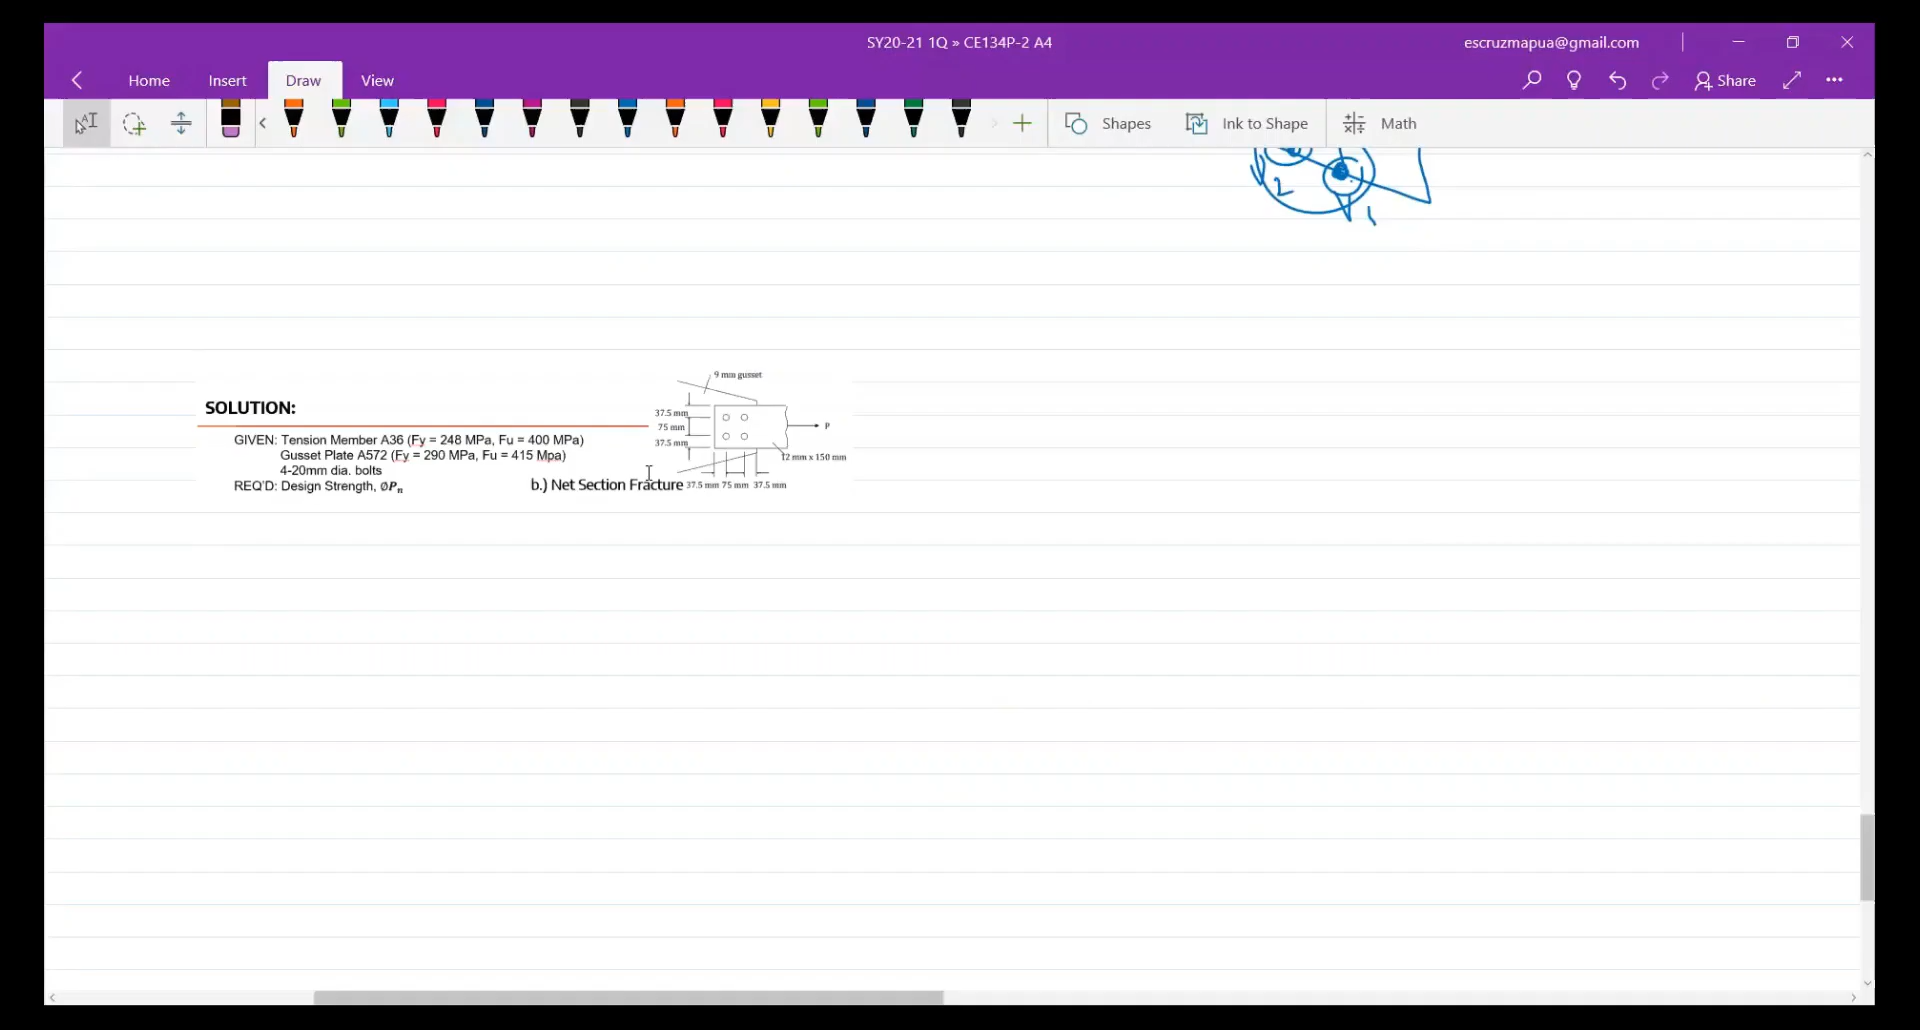 SY20-21 1Q » CE134P-2 A4
escruzmapua@gmail.com
Home
Insert
Draw
View
Share
Shapes
Ink to Shape
Math
2
1
SOLUTION:
GIVEN: Tension Member A36 (Fy = 248 MPa, Fu = 400 MPa)
Gusset Plate A572 (Fy = 290 MPa, Fu = 415 Mpa)
4-20mm dia. bolts
REQ'D: Design Strength, ∅Pn
b.) Net Section Fracture
9 mm gusset
37.5 mm
75 mm
37.5 mm
P
12 mm x 150 mm
37.5 mm 75 mm 37.5 mm